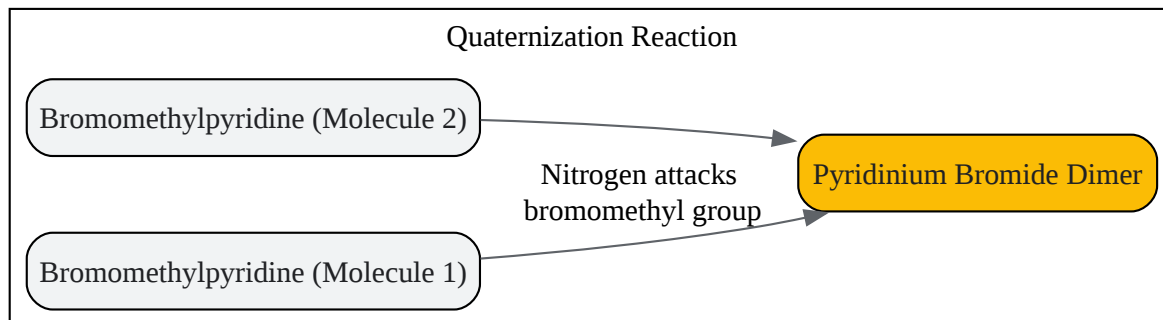 Quaternization Reaction
Bromomethylpyridine (Molecule 2)
Nitrogen attacks
bromomethyl group
Pyridinium Bromide Dimer
Bromomethylpyridine (Molecule 1)